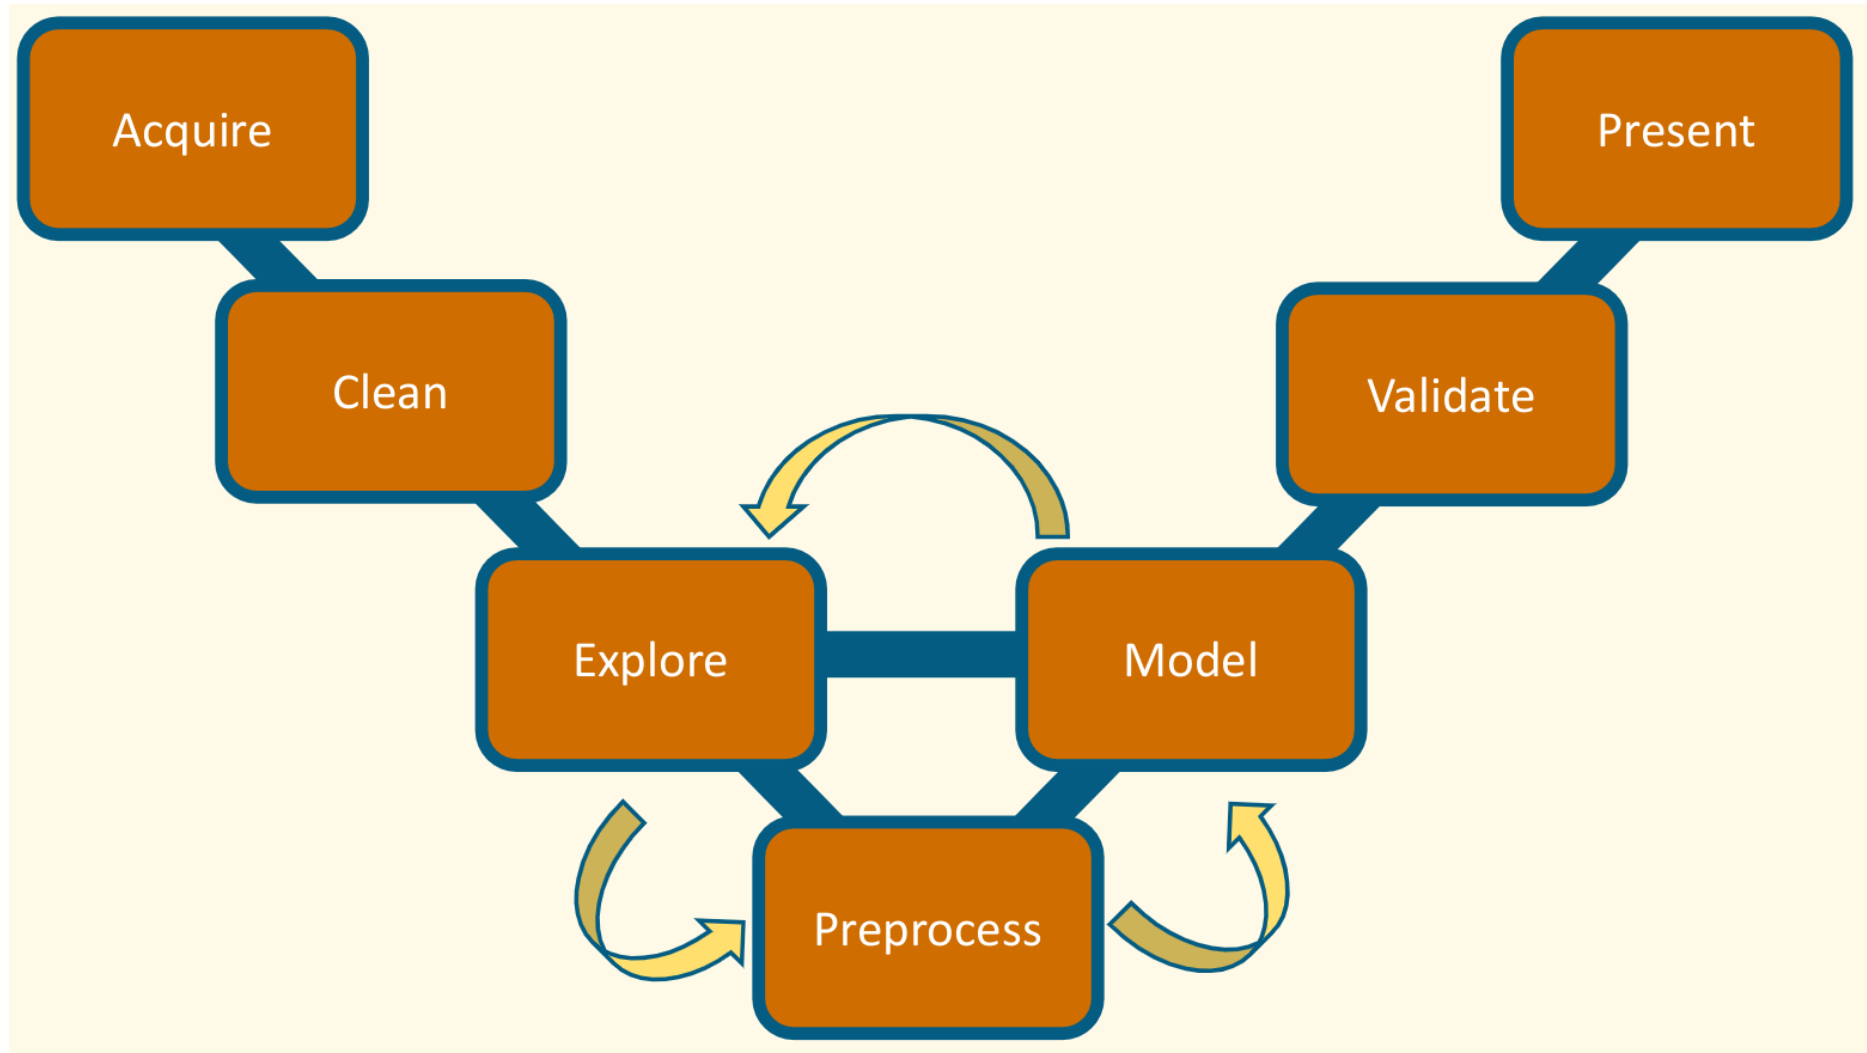 Acquire
Present
Clean
Validate
Explore
Model
Preprocess